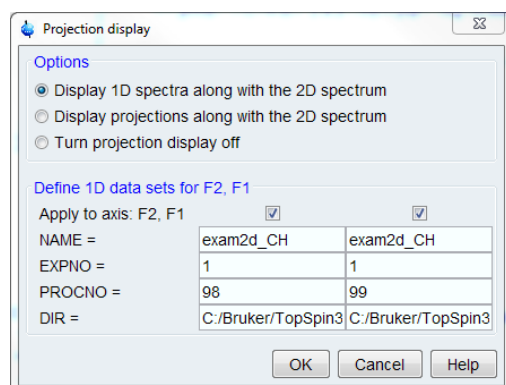 Projection display
Options
Display 1D spectra along with the 2D spectrum
Display projections along with the 2D spectrum
Turn projection display off
Define 1D data sets for F2, F1
Apply to axis: F2, F1
NAME = exam2d_CH exam2d_CH
EXPNO = 1 1
PROCNO = 98 99
DIR = C:/Bruker/TopSpin3 C:/Bruker/TopSpin3
OK Cancel Help